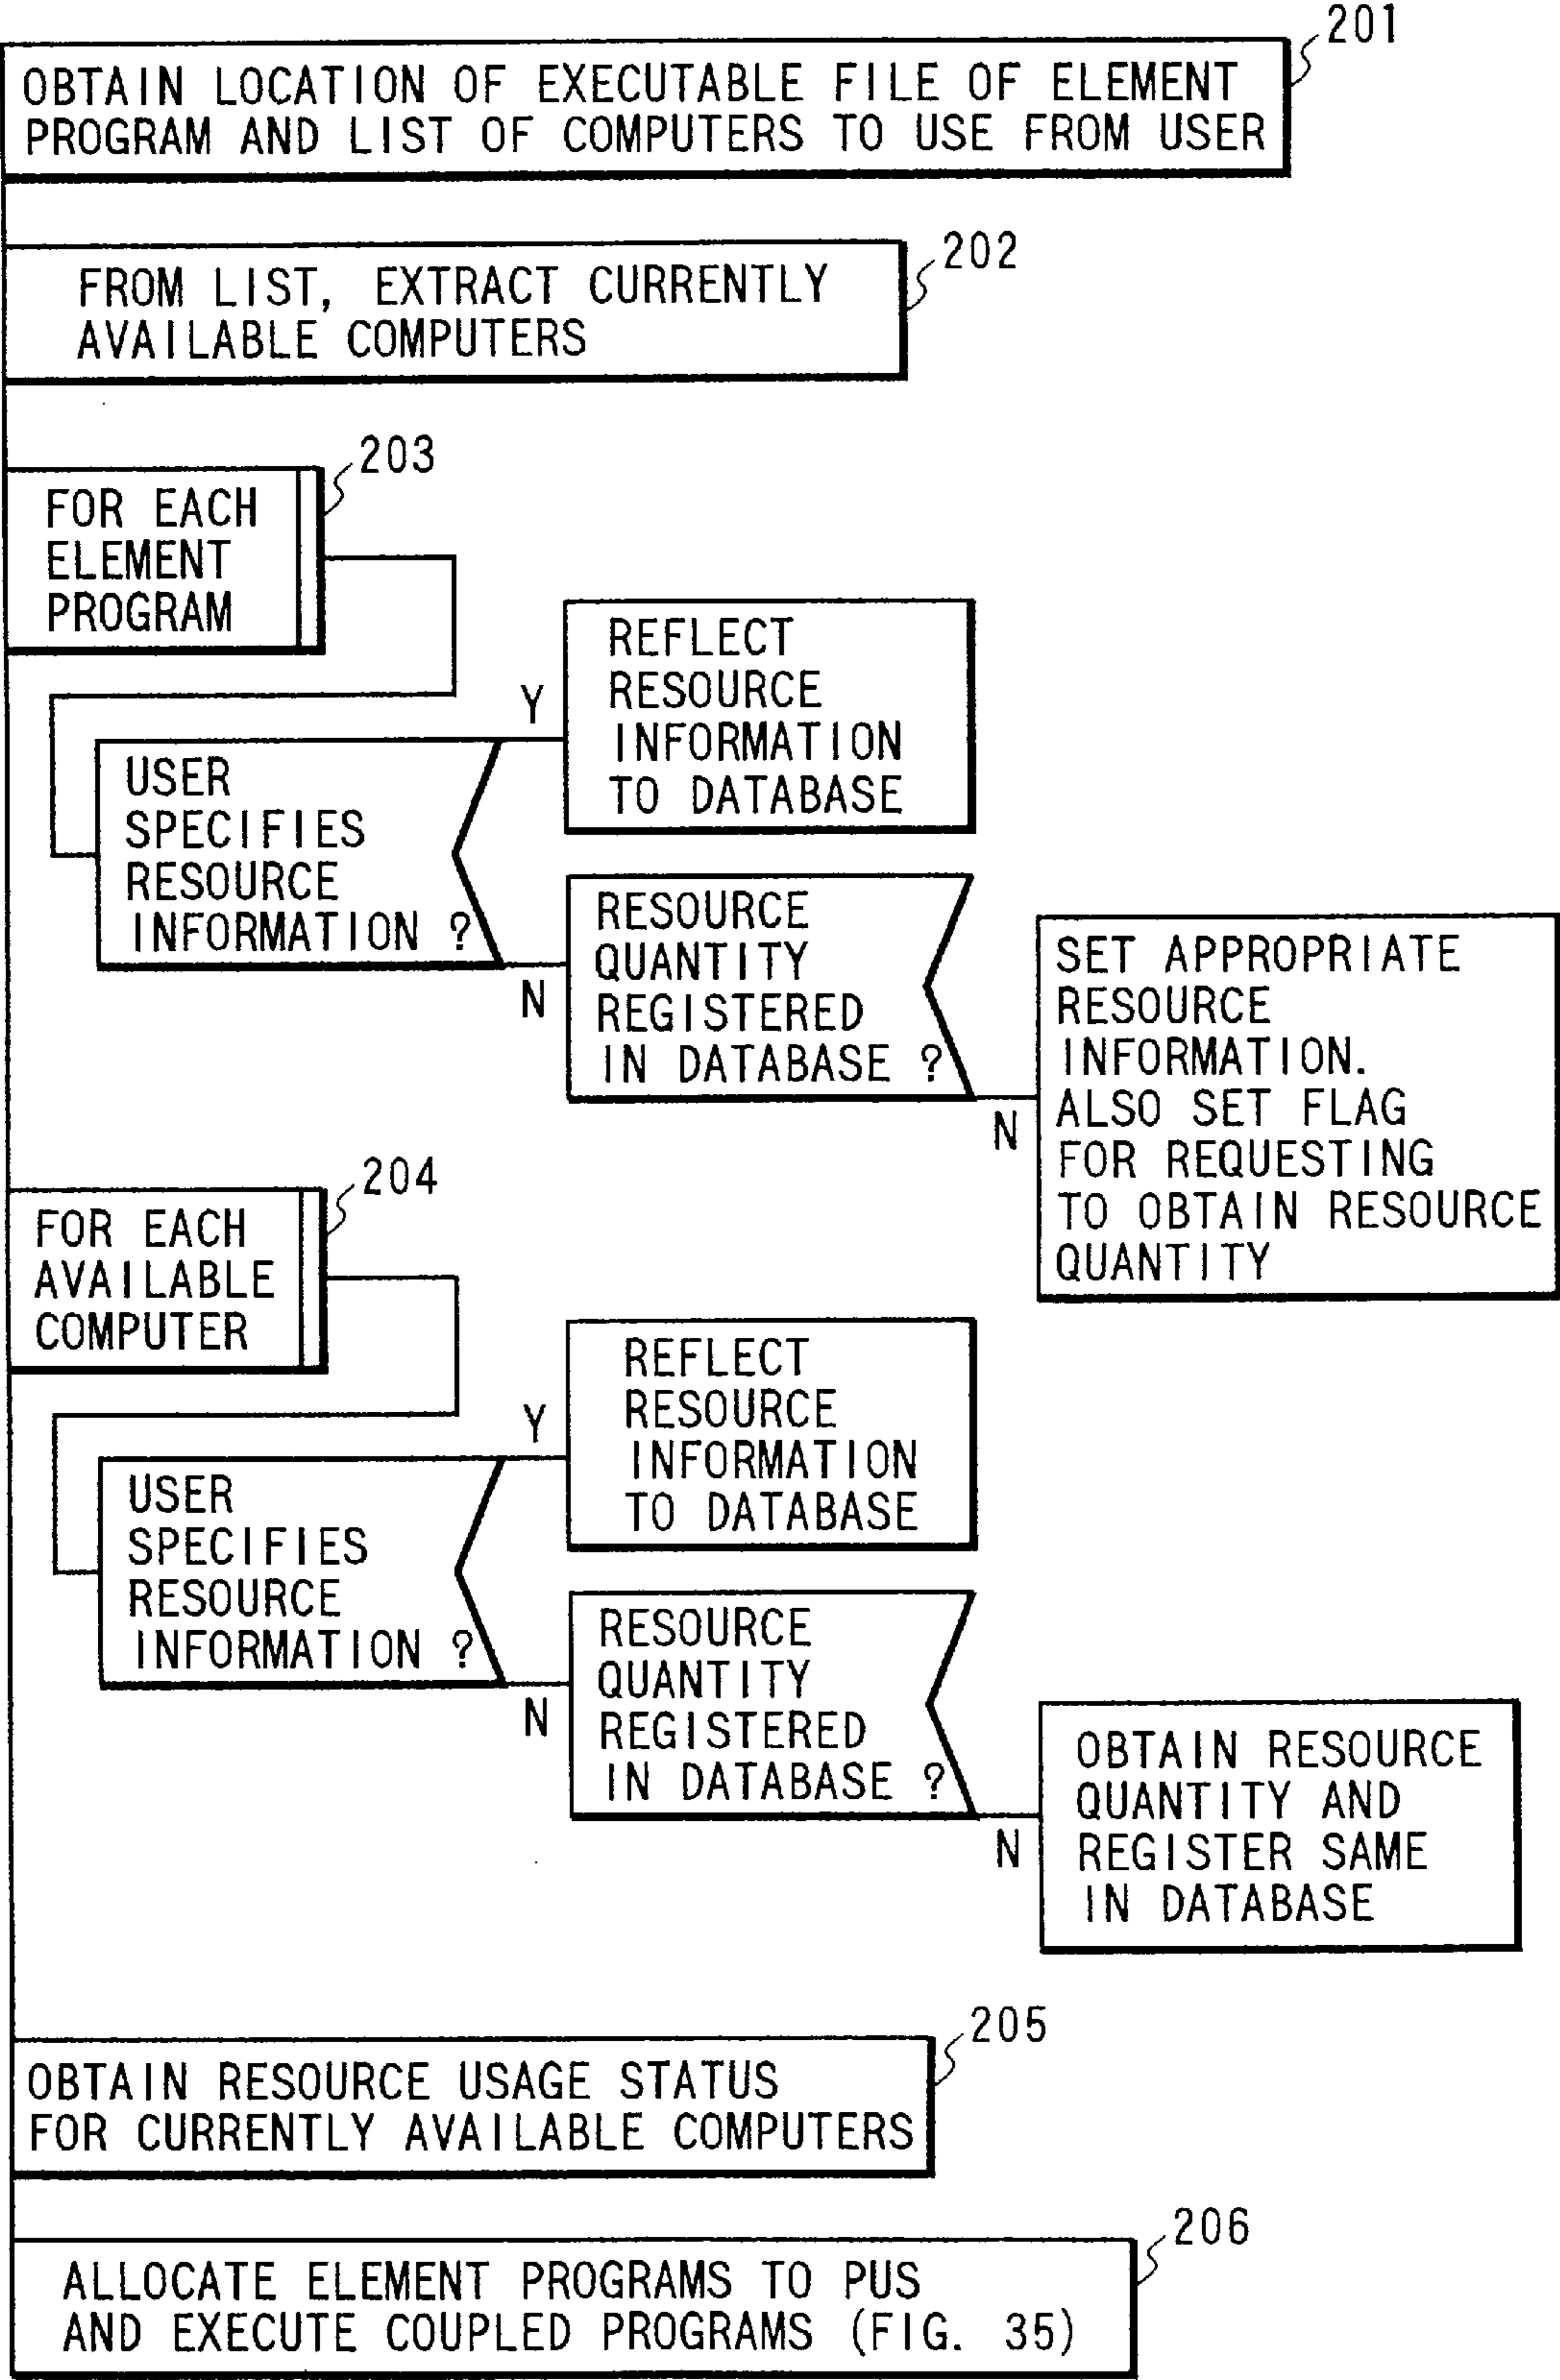 201
OBTAIN LOCATION OF EXECUTABLE FILE OF ELEMENT
PROGRAM AND LIST OF COMPUTERS TO USE FROM USER
202
FROM LIST, EXTRACT CURRENTLY
AVAILABLE COMPUTERS
203
FOR EACH
ELEMENT
PROGRAM
Y
REFLECT
RESOURCE
INFORMATION
TO DATABASE
USER
SPECIFIES
RESOURCE
INFORMATION ?
N
RESOURCE
QUANTITY
REGISTERED
IN DATABASE ?
N
SET APPROPRIATE
RESOURCE
INFORMATION.
ALSO SET FLAG
FOR REQUESTING
TO OBTAIN RESOURCE
QUANTITY
204
FOR EACH
AVAILABLE
COMPUTER
Y
REFLECT
RESOURCE
INFORMATION
TO DATABASE
USER
SPECIFIES
RESOURCE
INFORMATION ?
N
RESOURCE
QUANTITY
REGISTERED
IN DATABASE ?
N
OBTAIN RESOURCE
QUANTITY AND
REGISTER SAME
IN DATABASE
205
OBTAIN RESOURCE USAGE STATUS
FOR CURRENTLY AVAILABLE COMPUTERS
206
ALLOCATE ELEMENT PROGRAMS TO PUS
AND EXECUTE COUPLED PROGRAMS (FIG. 35)